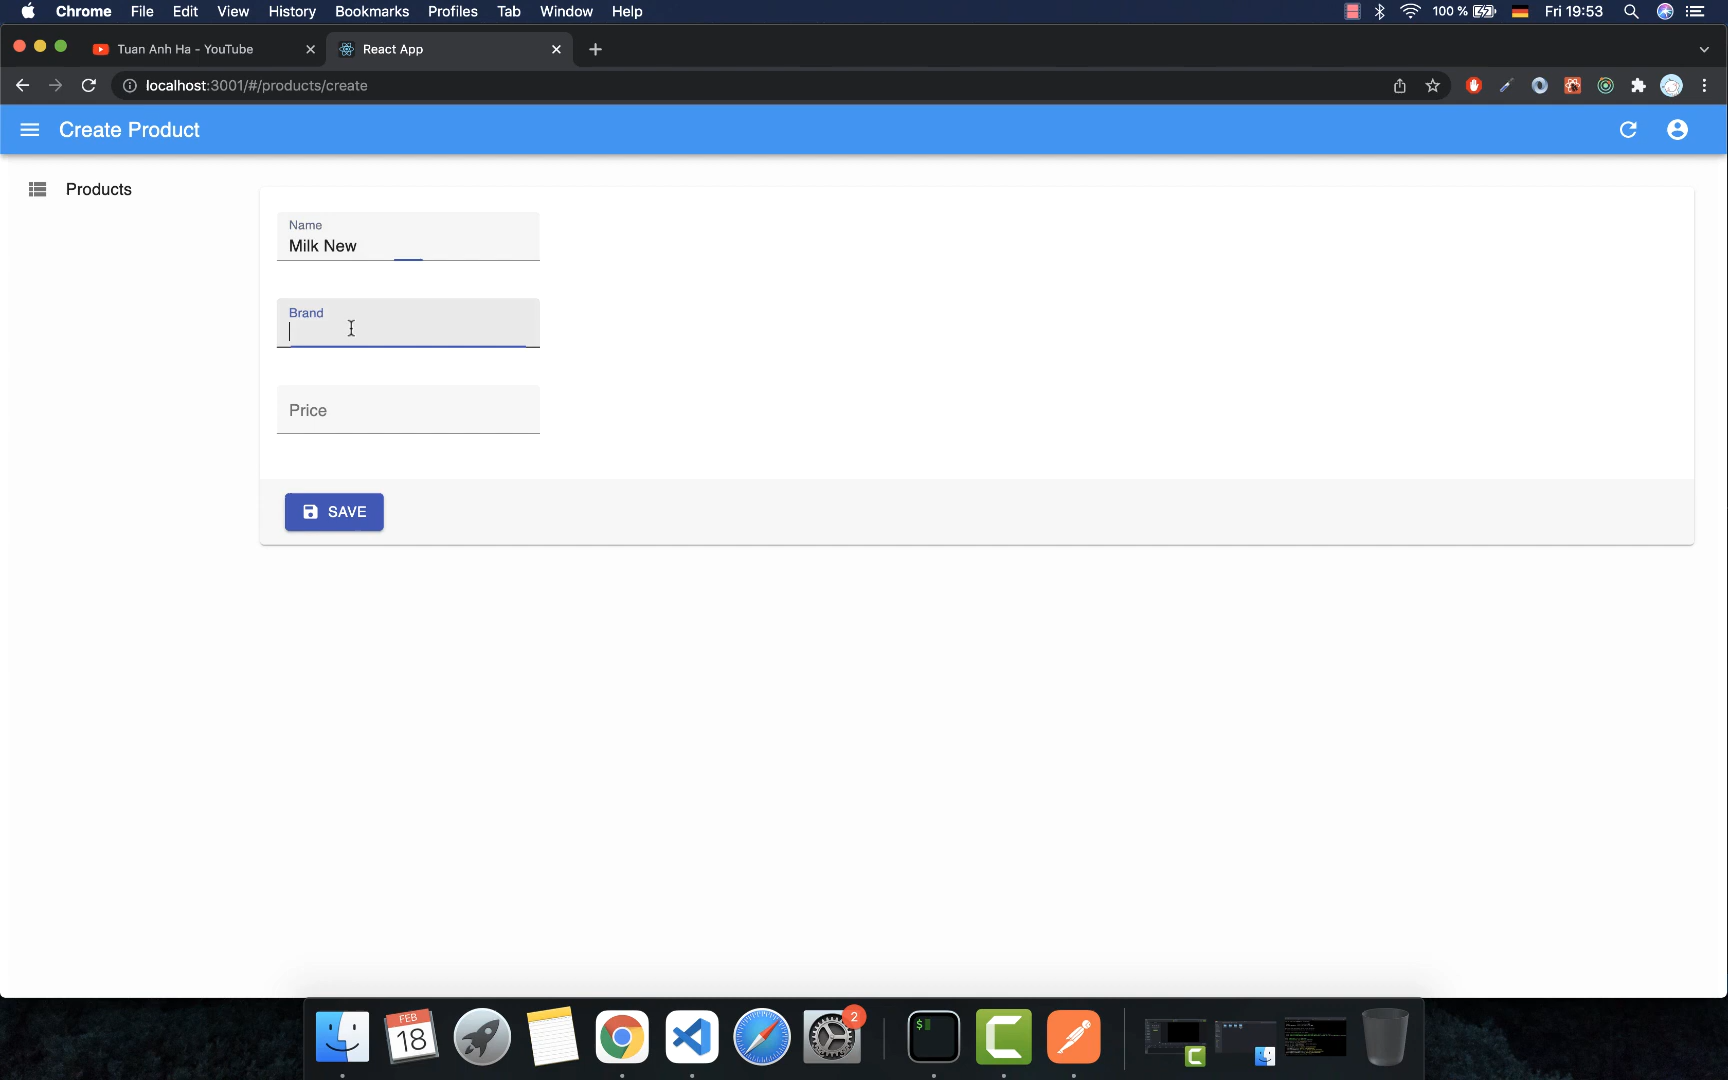 Chrome File Edit View History Bookmarks Profiles Tab Window Help 100 % Fri 19:53
Tuan Anh Ha - YouTube React App
localhost:3001/#/products/create
Create Product
Products
Name
Milk New
Brand
Price
SAVE
2
FEB
18
$